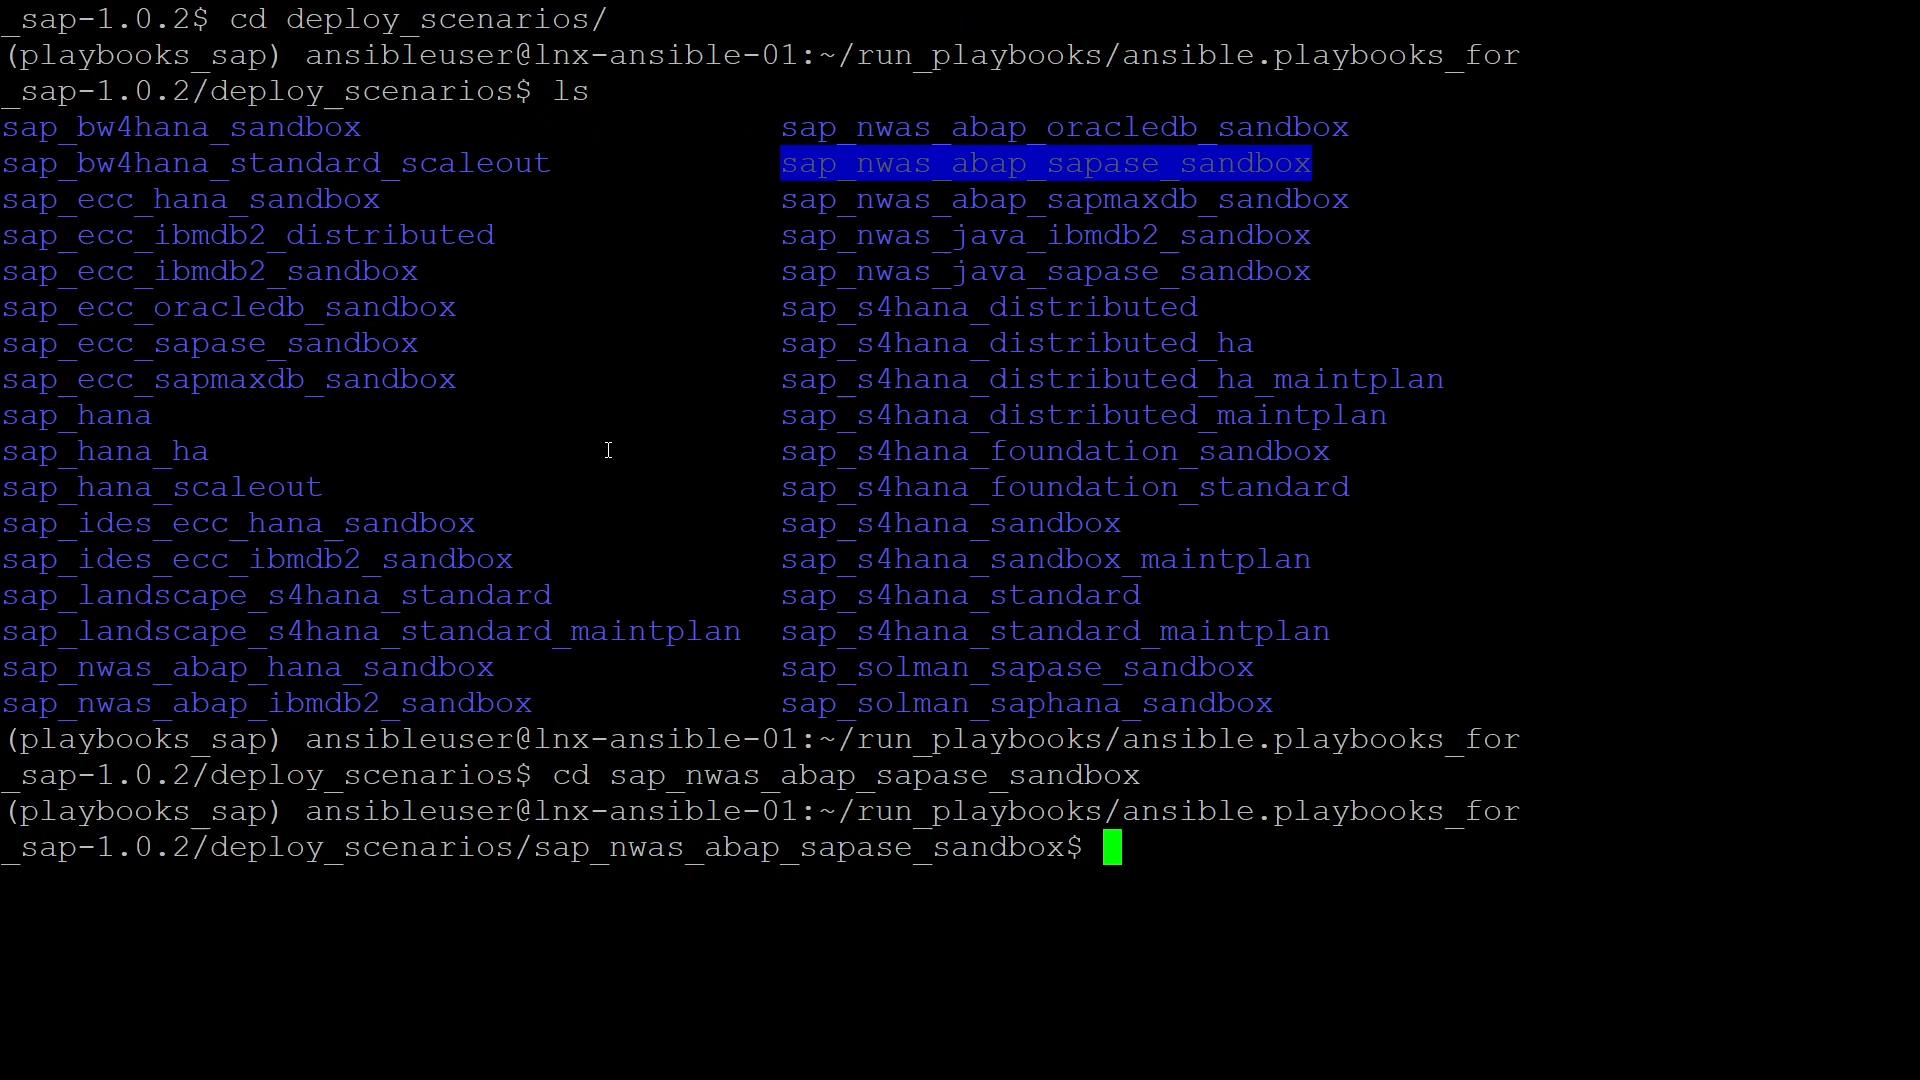 _sap-1.0.2$ cd deploy_scenarios/
(playbooks_sap) ansibleuser@lnx-ansible-01:~/run_playbooks/ansible.playbooks_for
_sap-1.0.2/deploy_scenarios$ ls
sap_bw4hana_sandbox sap_nwas_abap_oracledb_sandbox
sap_bw4hana_standard_scaleout sap_nwas_abap_sapase_sandbox
sap_ecc_hana_sandbox sap_nwas_abap_sapmaxdb_sandbox
sap_ecc_ibmdb2_distributed sap_nwas_java_ibmdb2_sandbox
sap_ecc_ibmdb2_sandbox sap_nwas_java_sapase_sandbox
sap_ecc_oracledb_sandbox sap_s4hana_distributed
sap_ecc_sapase_sandbox sap_s4hana_distributed_ha
sap_ecc_sapmaxdb_sandbox sap_s4hana_distributed_ha_maintplan
sap_hana sap_s4hana_distributed_maintplan
sap_hana_ha sap_s4hana_foundation_sandbox
sap_hana_scaleout sap_s4hana_foundation_standard
sap_ides_ecc_hana_sandbox sap_s4hana_sandbox
sap_ides_ecc_ibmdb2_sandbox sap_s4hana_sandbox_maintplan
sap_landscape_s4hana_standard sap_s4hana_standard
sap_landscape_s4hana_standard_maintplan sap_s4hana_standard_maintplan
sap_nwas_abap_hana_sandbox sap_solman_sapase_sandbox
sap_nwas_abap_ibmdb2_sandbox sap_solman_saphana_sandbox
(playbooks_sap) ansibleuser@lnx-ansible-01:~/run_playbooks/ansible.playbooks_for
_sap-1.0.2/deploy_scenarios$ cd sap_nwas_abap_sapase_sandbox
(playbooks_sap) ansibleuser@lnx-ansible-01:~/run_playbooks/ansible.playbooks_for
_sap-1.0.2/deploy_scenarios/sap_nwas_abap_sapase_sandbox$